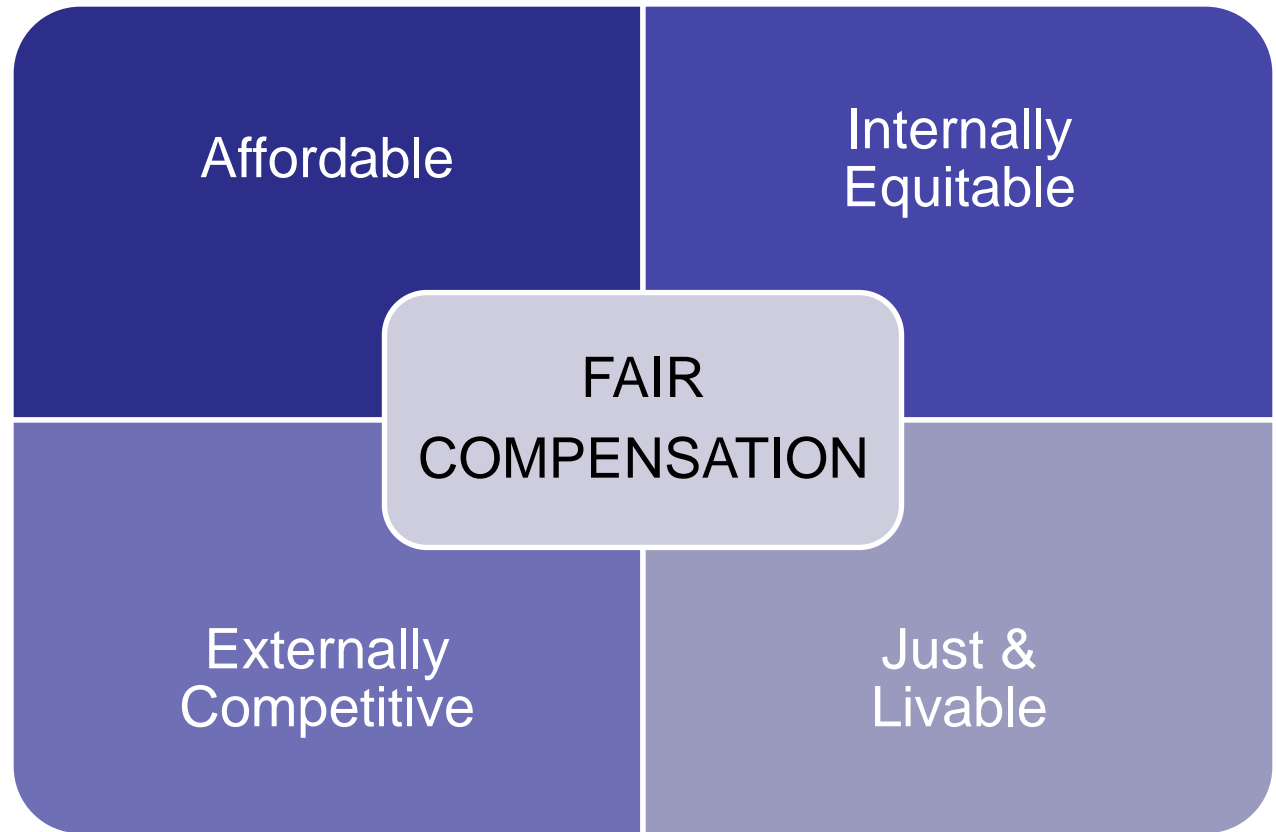 Affordable
Internally
Equitable
FAIR
COMPENSATION
Externally
Competitive
Just &
Livable